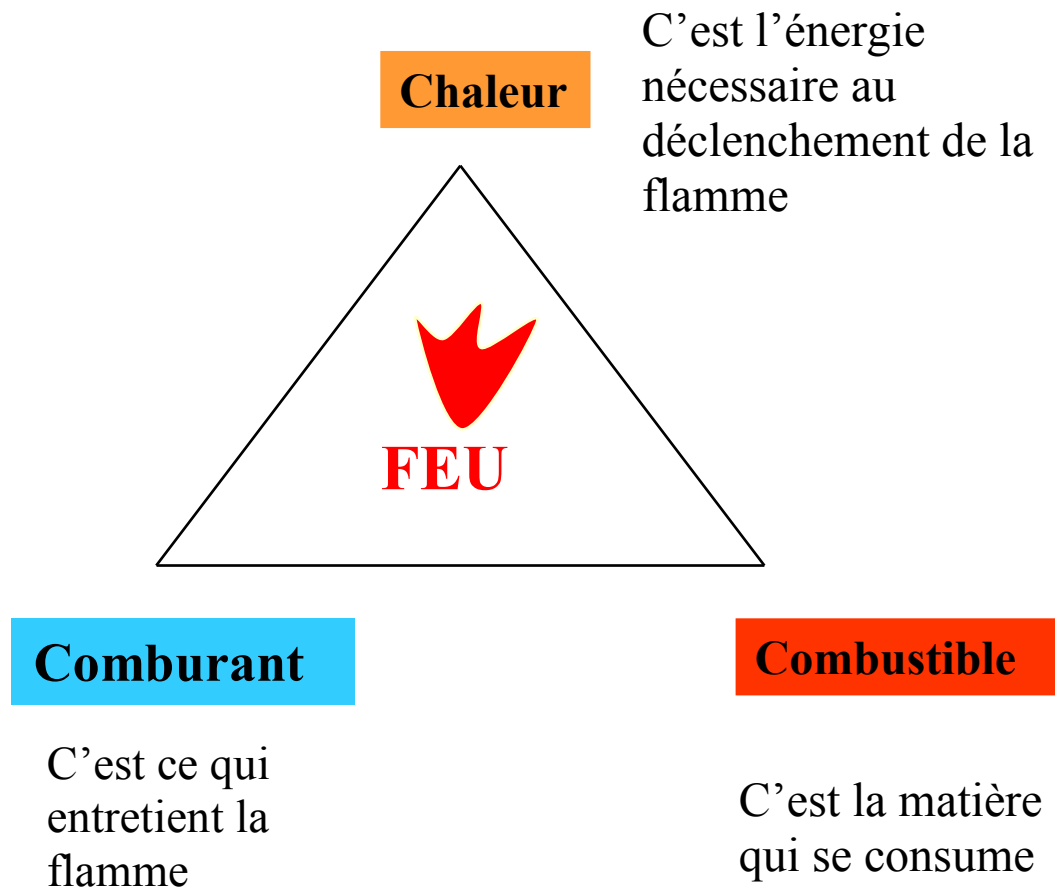 Chaleur
C’est l’énergie
nécessaire au
déclenchement de la
flamme
FEU
Comburant
C’est ce qui
entretient la
flamme
Combustible
C’est la matière
qui se consume